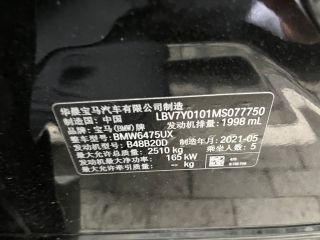 华晨宝马汽车有限公司制造
制造国：中国 LBV7Y0101MS077750
品牌：宝马(BMW)牌 发动机排量：1998 mL
整车型号：BMW6475UX
发动机型号：B48B20D 制造年月：2021-05
最大允许总质量：2510 kg 乘坐人数：5
发动机最大净功率：165 kW
最大允许牵引质量：-- kg